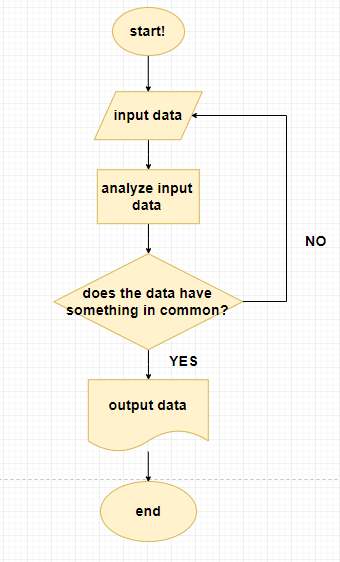 start!
input data
analyze input
data
does the data have
something in common?
NO
YES
output data
end